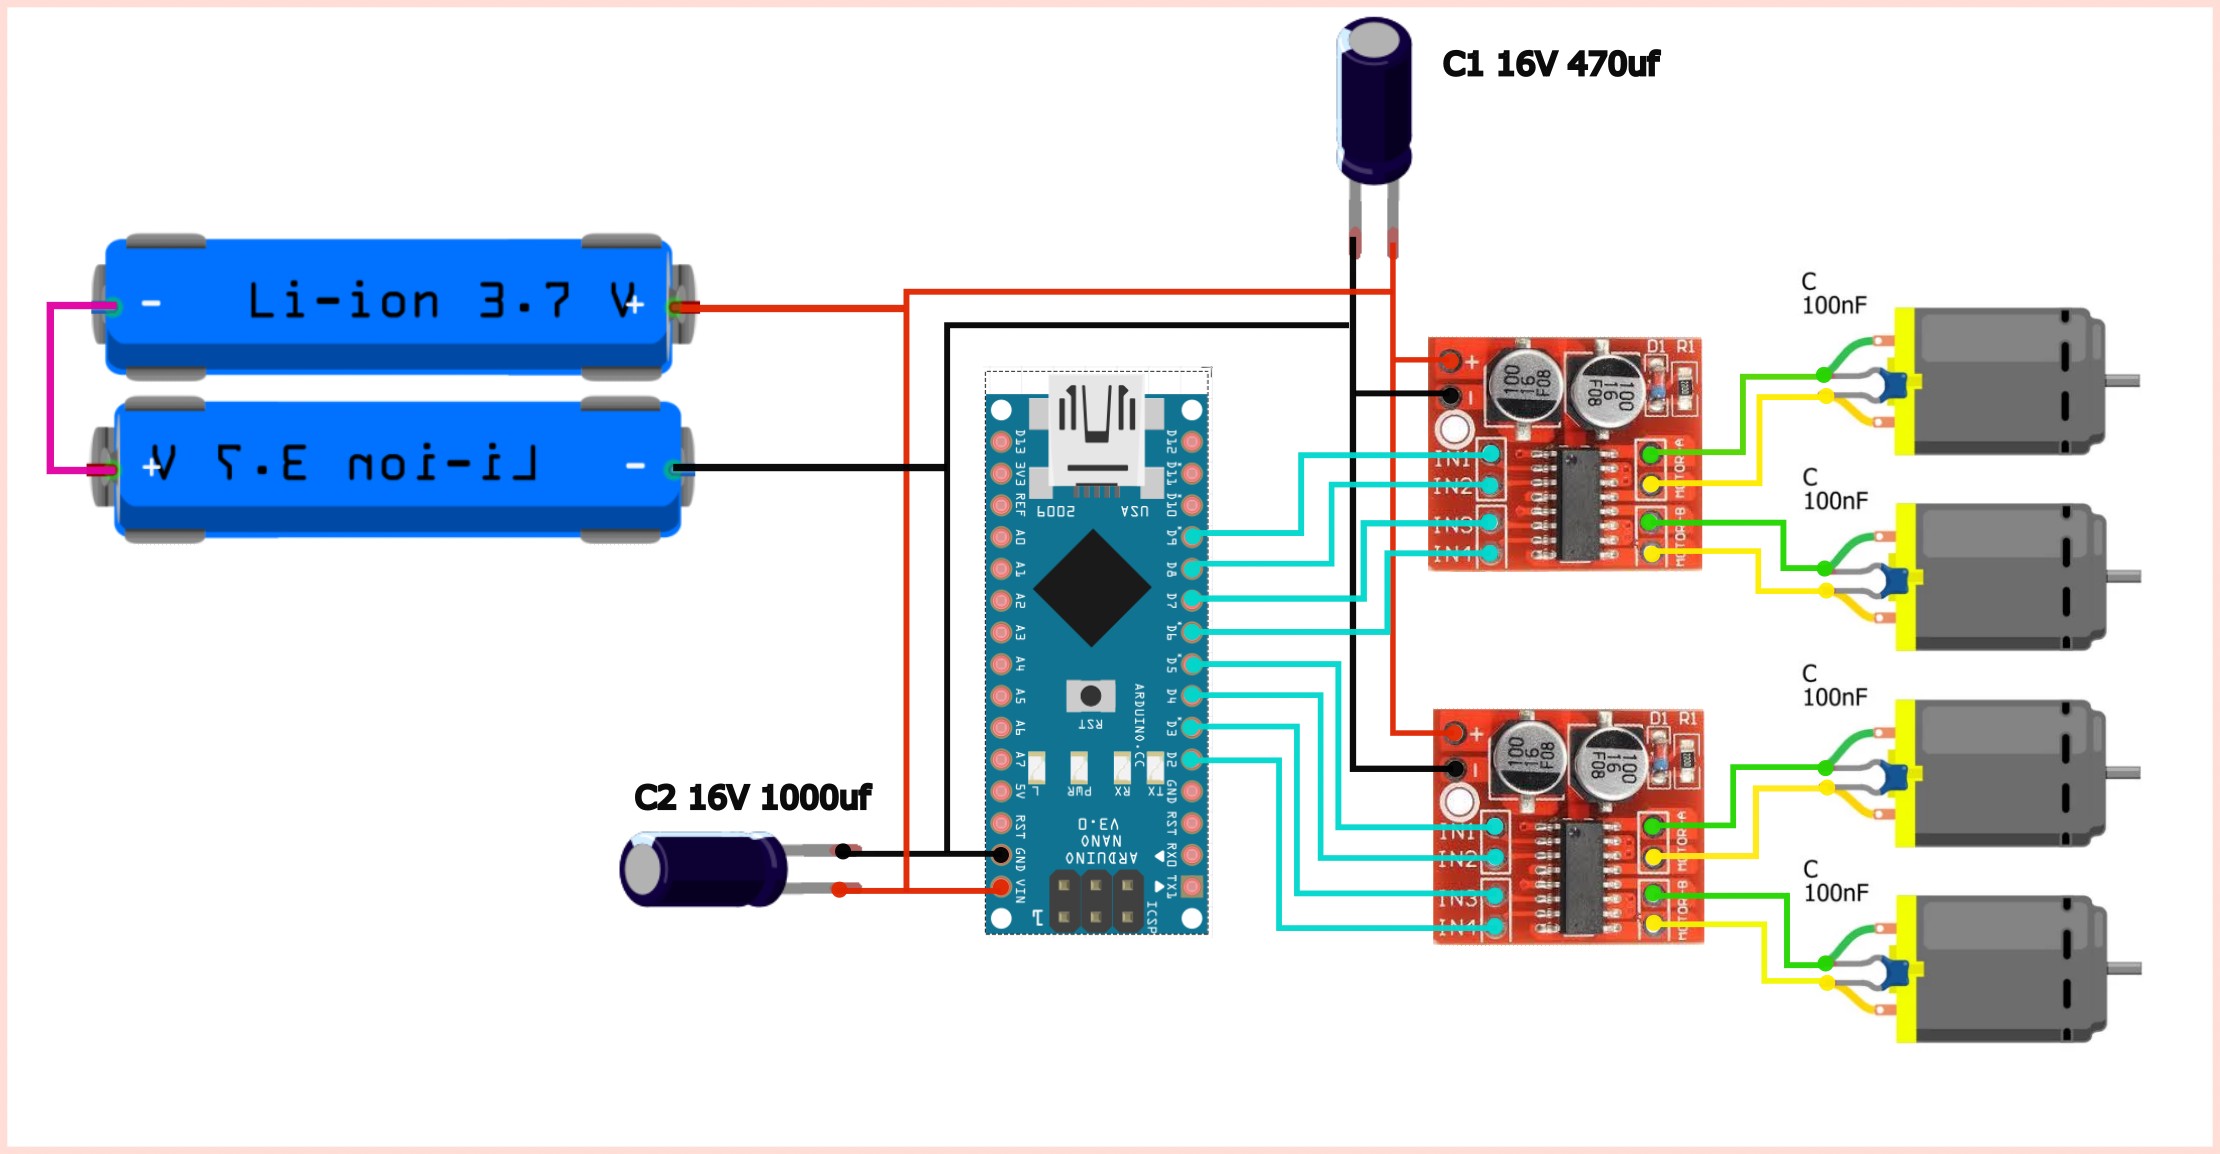 C1 16V 470uf
- Li-ion 3.7 V+
+ Li-ion 3.7 V -
C2 16V 1000uf
D13
3V3
REF
A0
A1
A2
A3
A4
A5
A6
A7
5V
RST
GND
VIN
D12
D11
D10
D9
D8
D7
D6
D5
D4
D3
D2
GND
RST
RX0
TX1
USA
2009
RST
ARDUINO.CC
TX
RX
PWR
L
ARDUINO
NANO
V3.0
ICSP
1
+
-
100
16
F08
100
16
F08
D1
R1
IN1
IN2
IN3
IN4
MOTOR-A
MOTOR-B
+
-
100
16
F08
100
16
F08
D1
R1
IN1
IN2
IN3
IN4
MOTOR-A
MOTOR-B
C
100nF
C
100nF
C
100nF
C
100nF